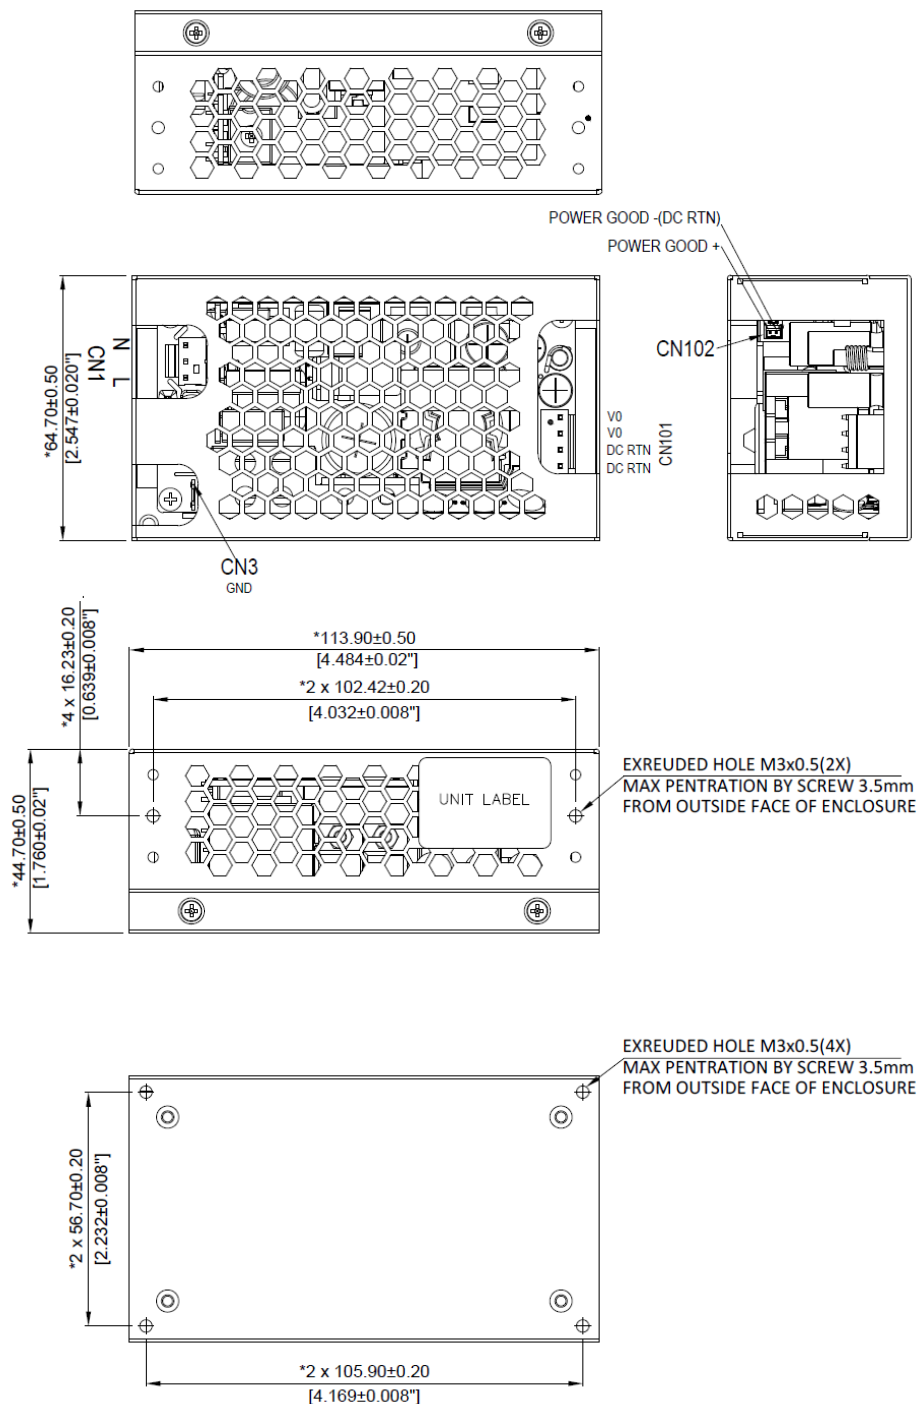 POWER GOOD -(DC RTN)
POWER GOOD +
CN102
N
L
CN1
*64.70±0.50
[2.547±0.020"]
V0
V0
DC RTN
DC RTN
CN101
CN3
GND
*4 x 16.23±0.20
[0.639±0.008"]
*113.90±0.50
[4.484±0.02"]
*2 x 102.42±0.20
[4.032±0.008"]
*44.70±0.50
[1.760±0.02"]
UNIT LABEL
EXREUDED HOLE M3x0.5(2X)
MAX PENTRATION BY SCREW 3.5mm
FROM OUTSIDE FACE OF ENCLOSURE
EXREUDED HOLE M3x0.5(4X)
MAX PENTRATION BY SCREW 3.5mm
FROM OUTSIDE FACE OF ENCLOSURE
*2 x 56.70±0.20
[2.232±0.008"]
*2 x 105.90±0.20
[4.169±0.008"]